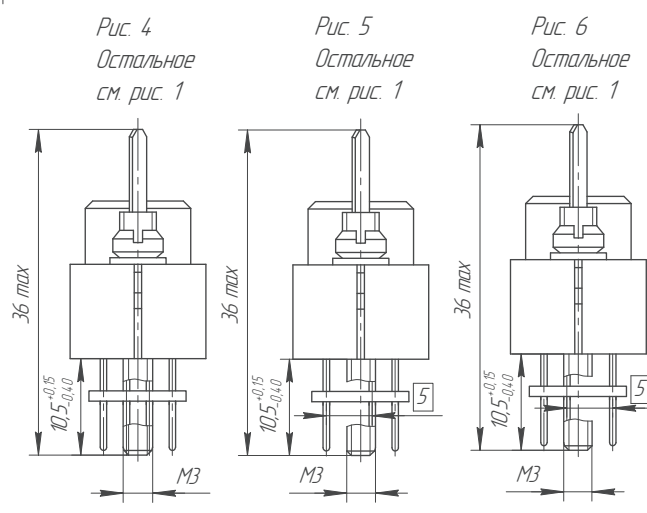 Рис. 4
Остальное
см. рис. 1
Рис. 5
Остальное
см. рис. 1
Рис. 6
Остальное
см. рис. 1
36 max
10,5+0,15-0,40
М3
36 max
10,5+0,15-0,40
5
М3
36 max
10,5+0,15-0,40
5
М3